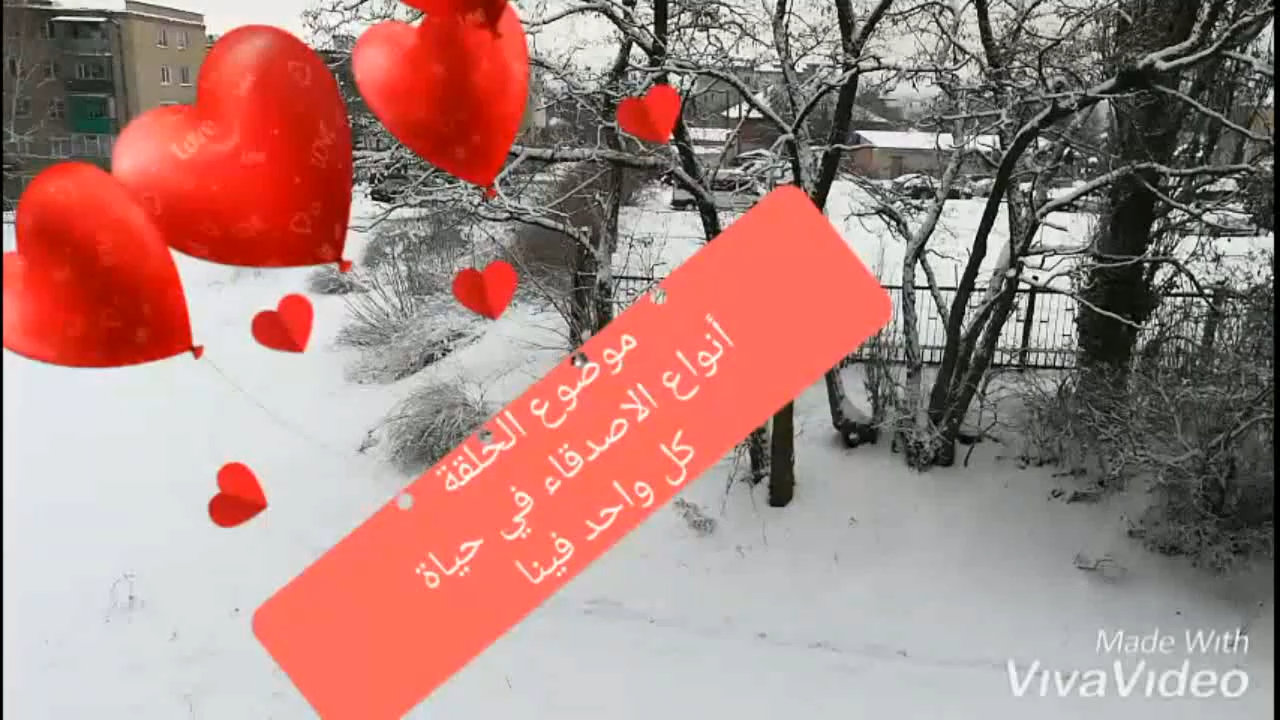 موضوع الحلقة
أنواع الاصدقاء في حياة
كل واحد فينا
Made With
VivaVideo